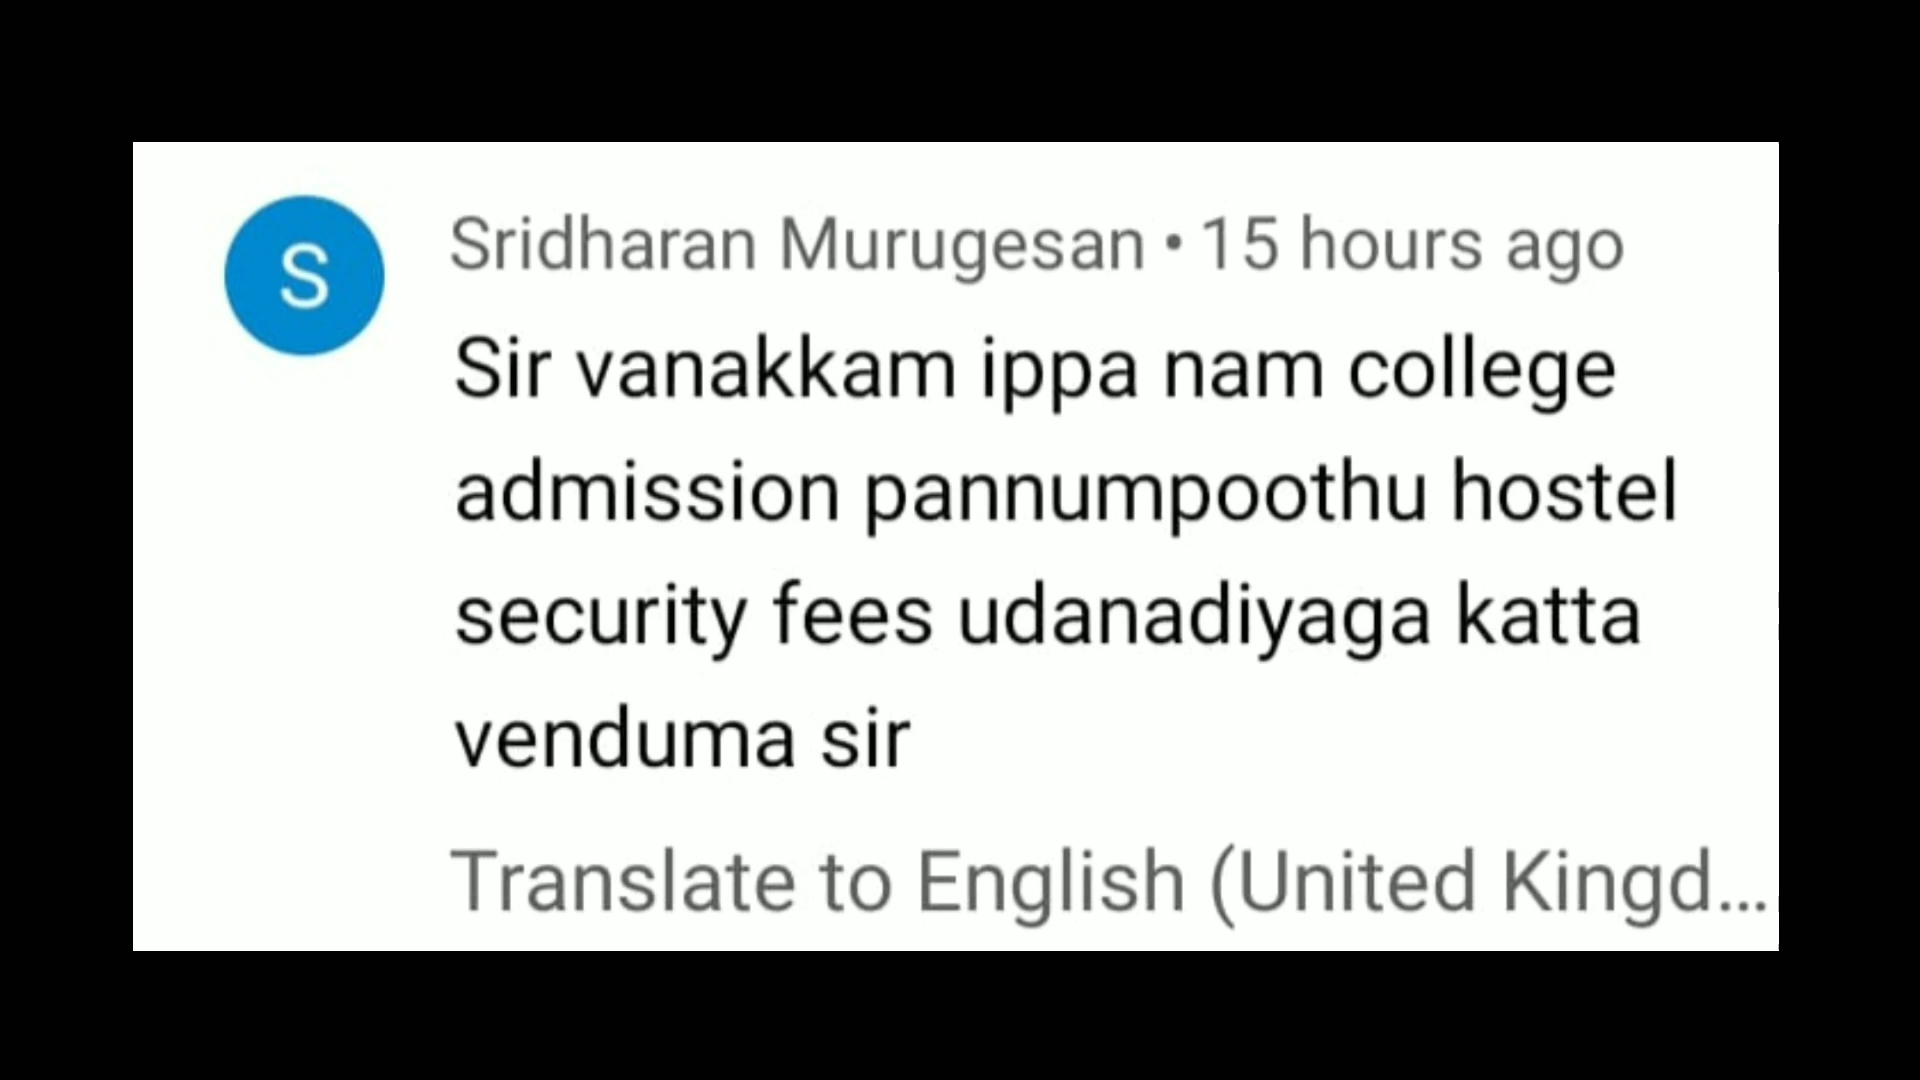 S
Sridharan Murugesan • 15 hours ago
Sir vanakkam ippa nam college
admission pannumpoothu hostel
security fees udanadiyaga katta
venduma sir
Translate to English (United Kingd...